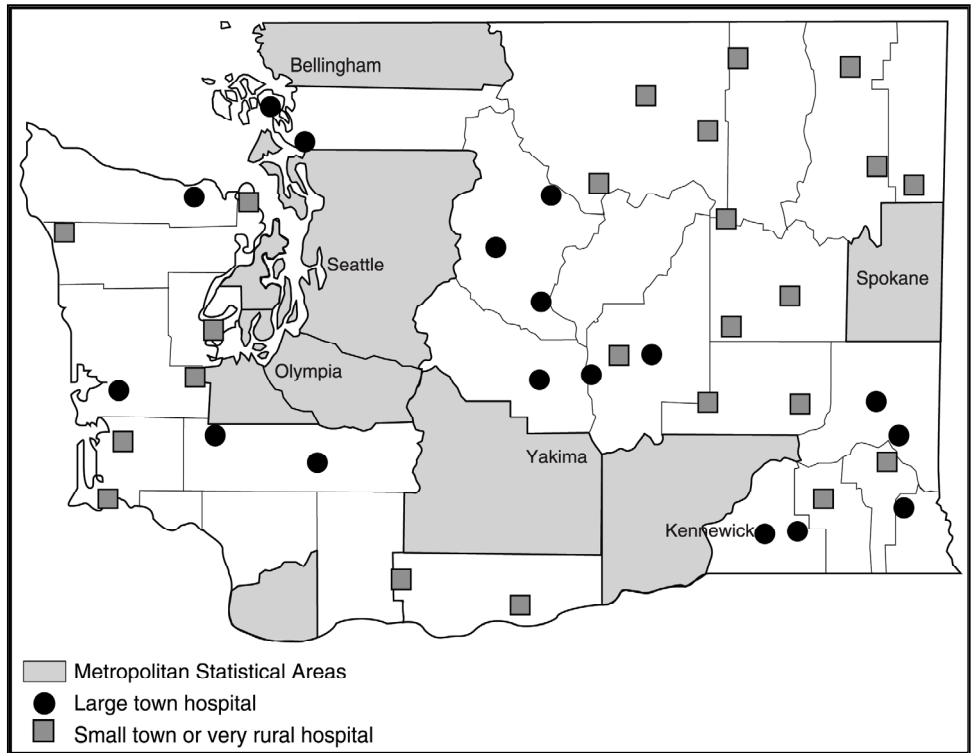 Bellingham
Seattle
Spokane
Olympia
Yakima
Kennewick
Metropolitan Statistical Areas
Large town hospital
Small town or very rural hospital